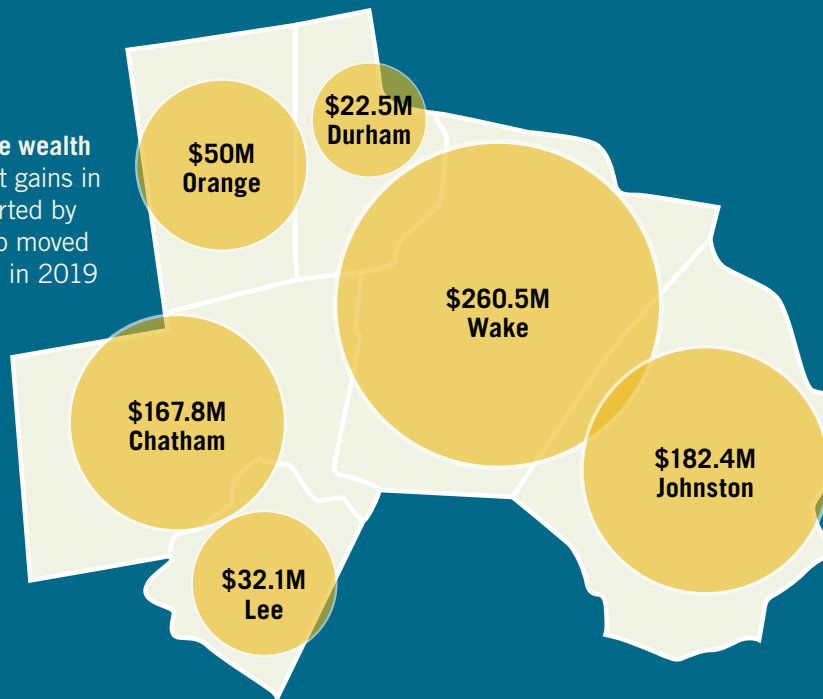 e wealth
t gains in
rted by
o moved
in 2019
$50M
Orange
$22.5M
Durham
$260.5M
Wake
$167.8M
Chatham
$182.4M
Johnston
$32.1M
Lee